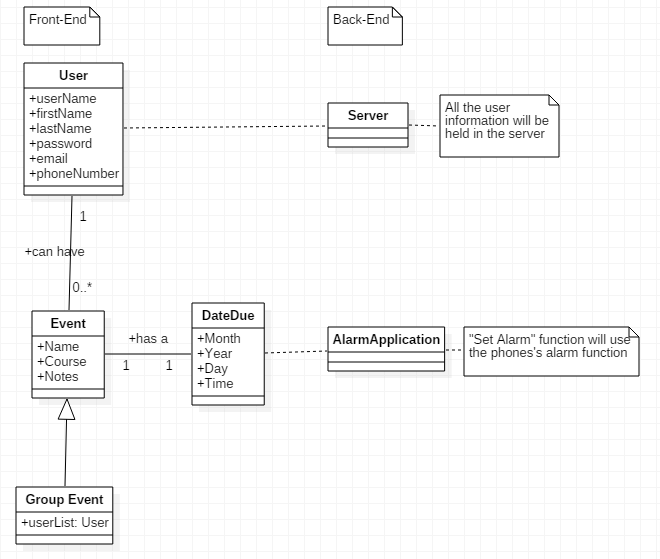 Front-End
Back-End
User
+userName
+firstName
+lastName
+password
+email
+phoneNumber
Server
All the user
information will be
held in the server
1
+can have
0..*
Event
+Name
+Course
+Notes
+has a
1
1
DateDue
+Month
+Year
+Day
+Time
AlarmApplication
"Set Alarm" function will use
the phones's alarm function
Group Event
+userList: User